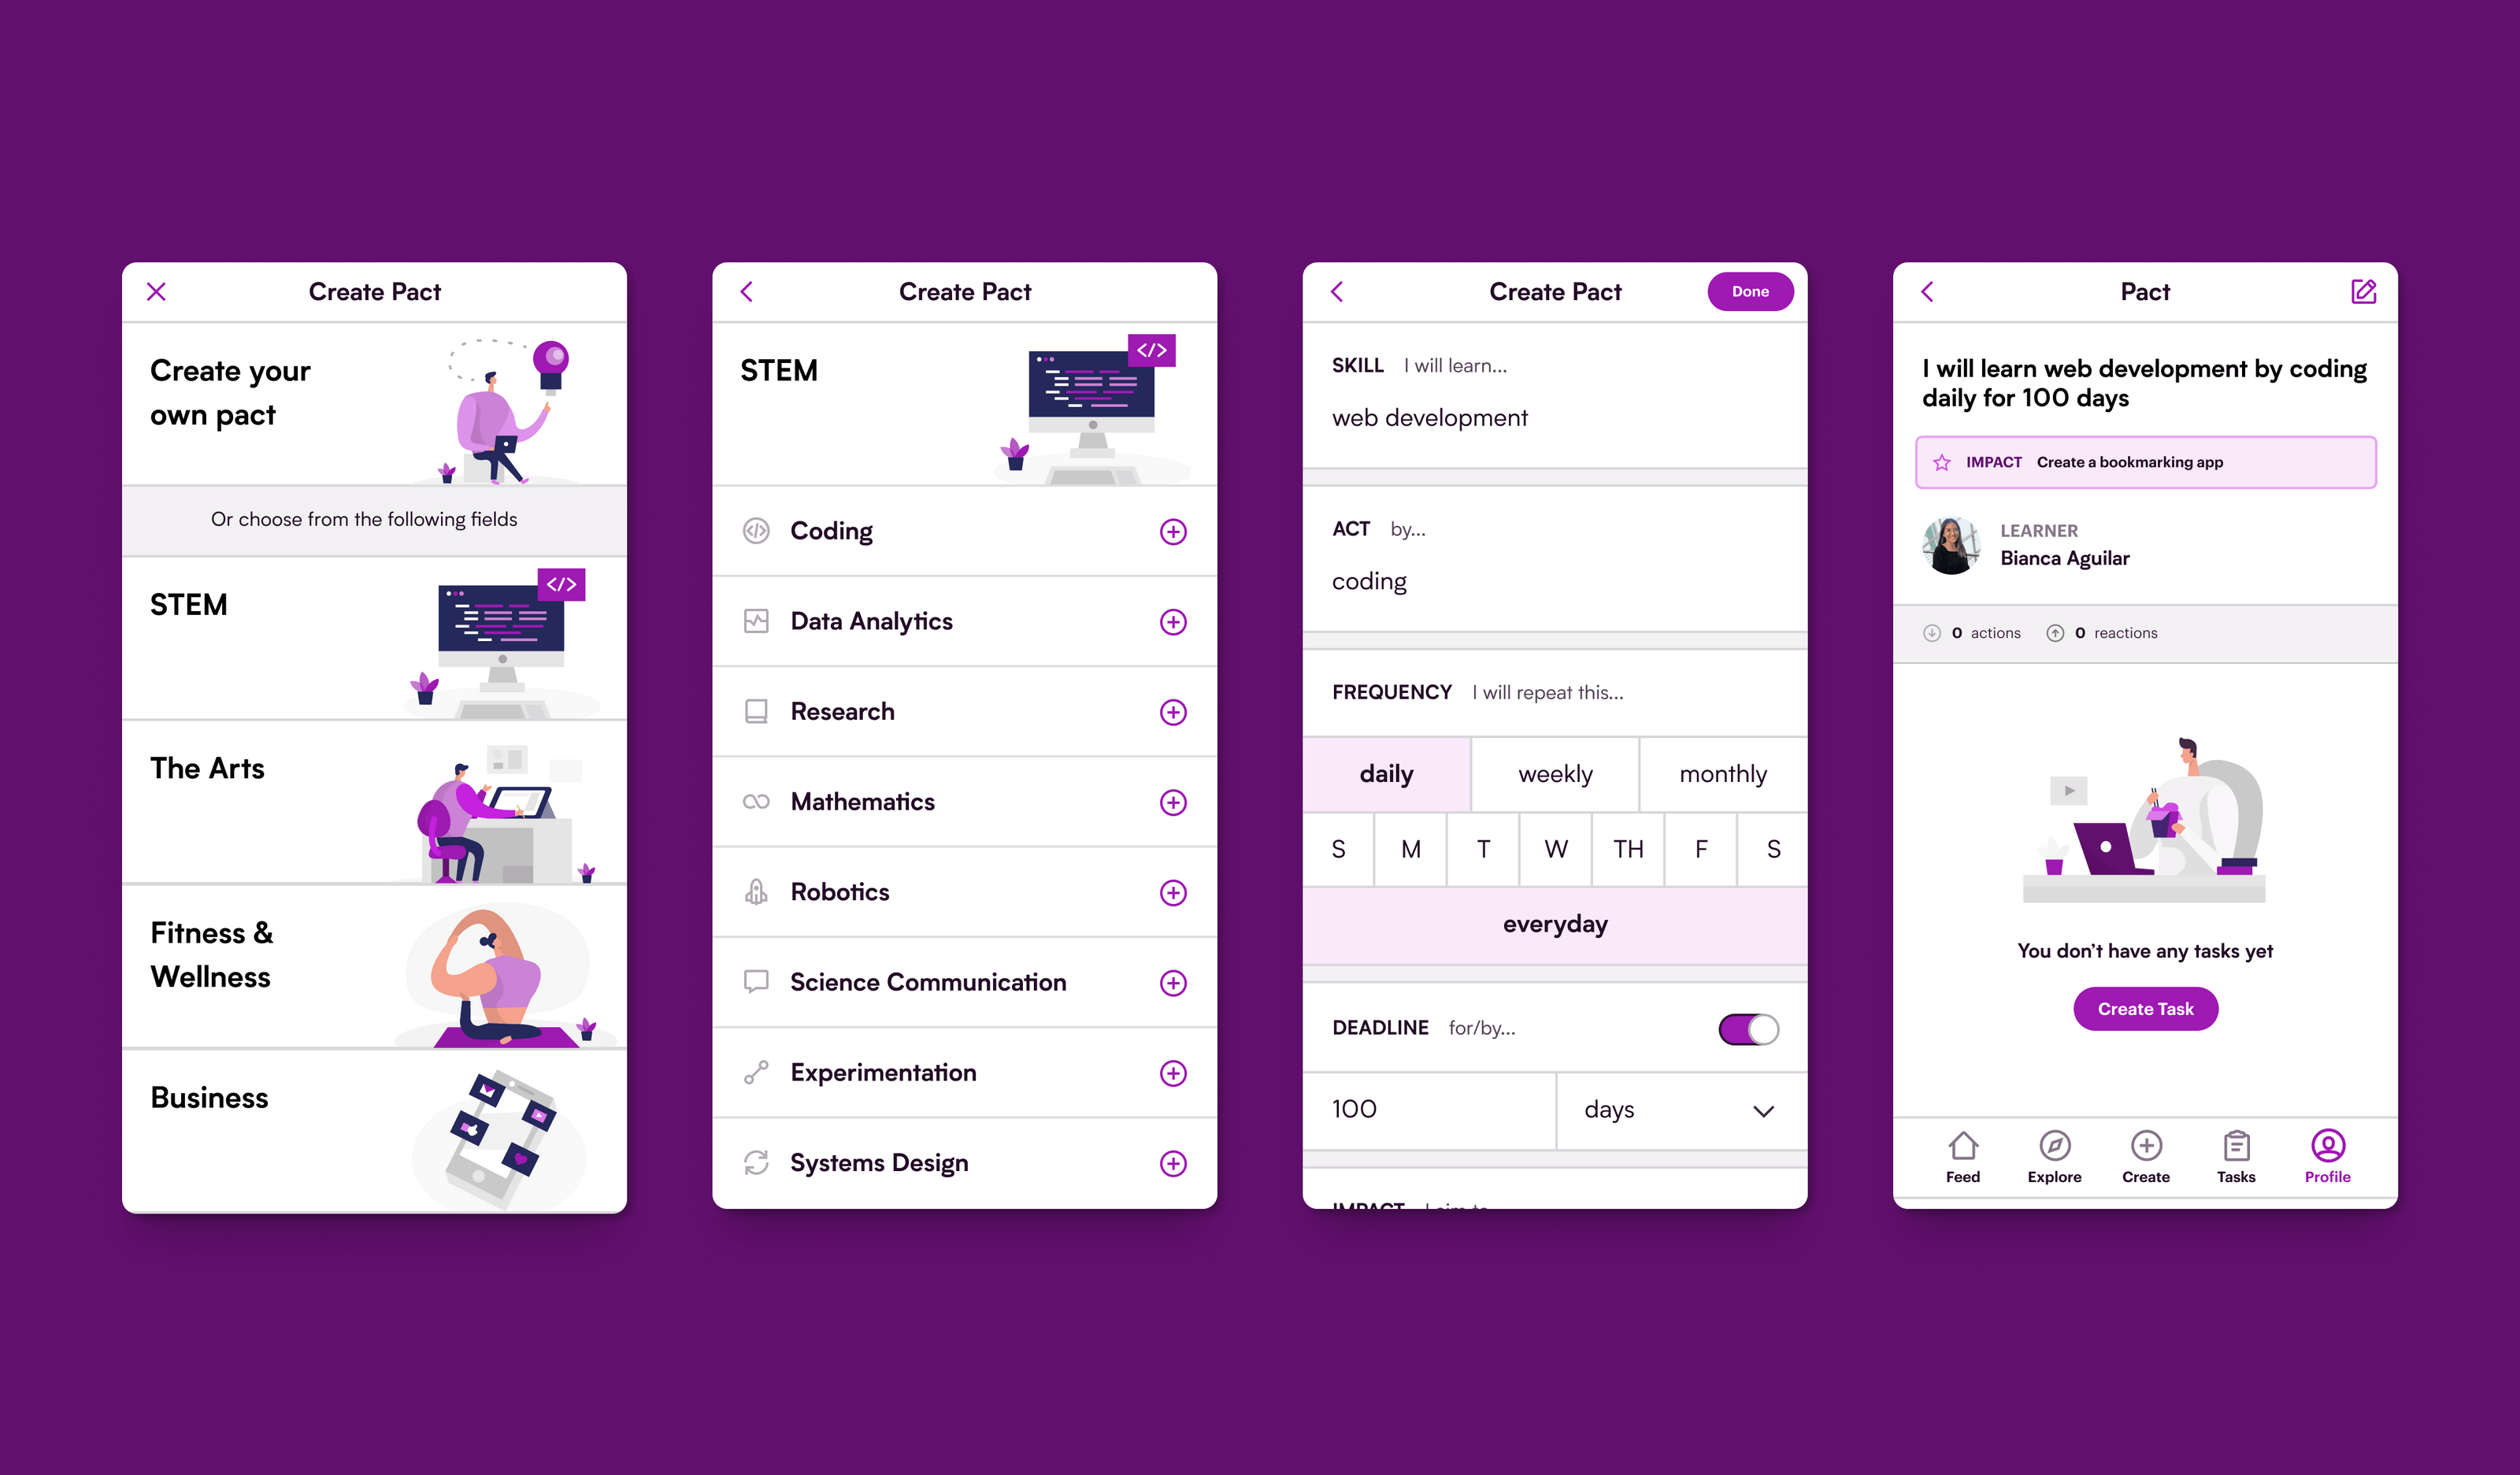 Create Pact
Create your
own pact
Or choose from the following fields
STEM
</>
The Arts
Fitness &
Wellness
Business
Create Pact
STEM
</>
Coding
Data Analytics
Research
Mathematics
Robotics
Science Communication
Experimentation
Systems Design
Create Pact
Done
SKILL I will learn...
web development
ACT by...
coding
FREQUENCY I will repeat this...
daily weekly monthly
S M T W TH F S
everyday
DEADLINE for/by...
100 days
IMPACT I aim to
Pact
I will learn web development by coding
daily for 100 days
IMPACT Create a bookmarking app
LEARNER
Bianca Aguilar
0 actions 0 reactions
You don’t have any tasks yet
Create Task
Feed Explore Create Tasks Profile